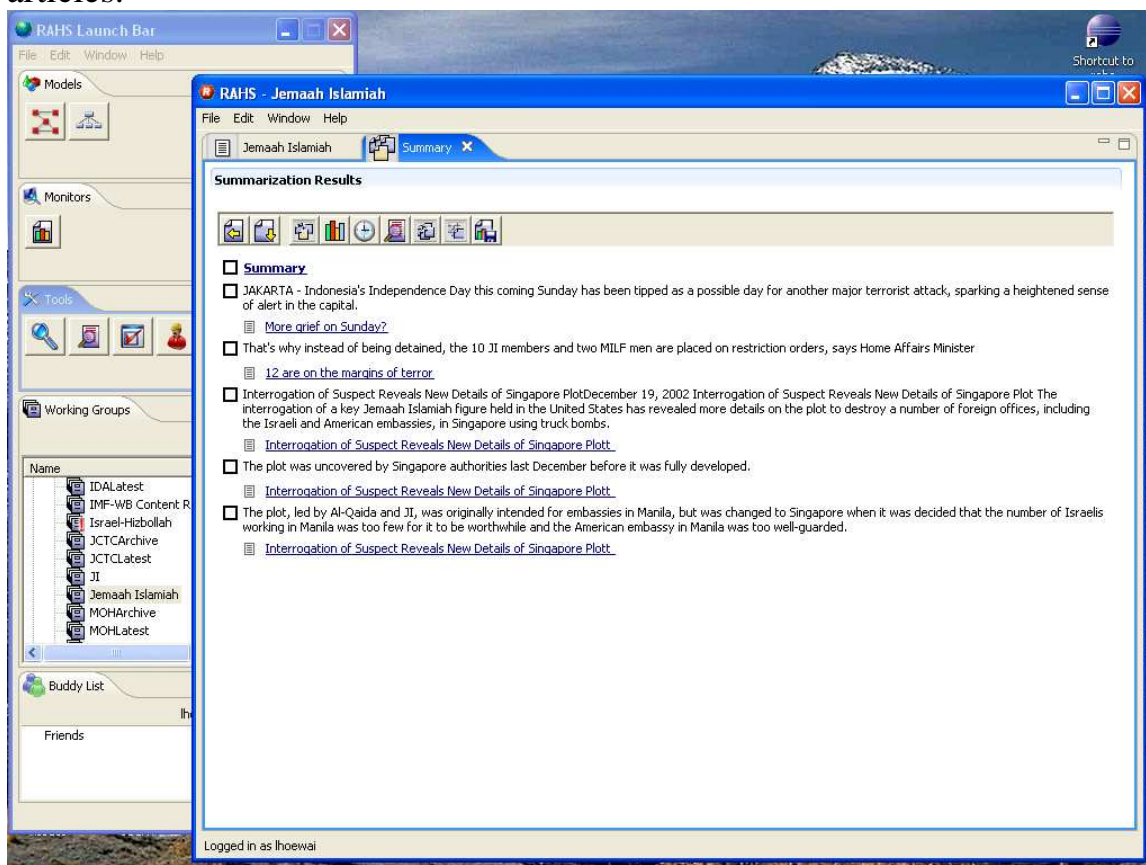 articles.
RAHS Launch Bar
File Edit Window Help
Models
Monitors
Tools
Working Groups
Name
IDALatest
IMF-WB Content R
Israel-Hizbollah
JCTCArchive
JCTCLatest
JI
Jemaah Islamiah
MOHArchive
MOHLatest
Buddy List
Friends
Shortcut to
RAHS - Jemaah Islamiah
File Edit Window Help
Jemaah Islamiah
Summary
Summarization Results
Summary
JAKARTA - Indonesia's Independence Day this coming Sunday has been tipped as a possible day for another major terrorist attack, sparking a heightened sense
of alert in the capital.
More grief on Sunday?
That's why instead of being detained, the 10 JI members and two MILF men are placed on restriction orders, says Home Affairs Minister
12 are on the margins of terror
Interrogation of Suspect Reveals New Details of Singapore PlotDecember 19, 2002 Interrogation of Suspect Reveals New Details of Singapore Plot The
interrogation of a key Jemaah Islamiah figure held in the United States has revealed more details on the plot to destroy a number of foreign offices, including
the Israeli and American embassies, in Singapore using truck bombs.
Interrogation of Suspect Reveals New Details of Singapore Plott
The plot was uncovered by Singapore authorities last December before it was fully developed.
Interrogation of Suspect Reveals New Details of Singapore Plott
The plot, led by Al-Qaida and JI, was originally intended for embassies in Manila, but was changed to Singapore when it was decided that the number of Israelis
working in Manila was too few for it to be worthwhile and the American embassy in Manila was too well-guarded.
Interrogation of Suspect Reveals New Details of Singapore Plott
Logged in as lhoewai